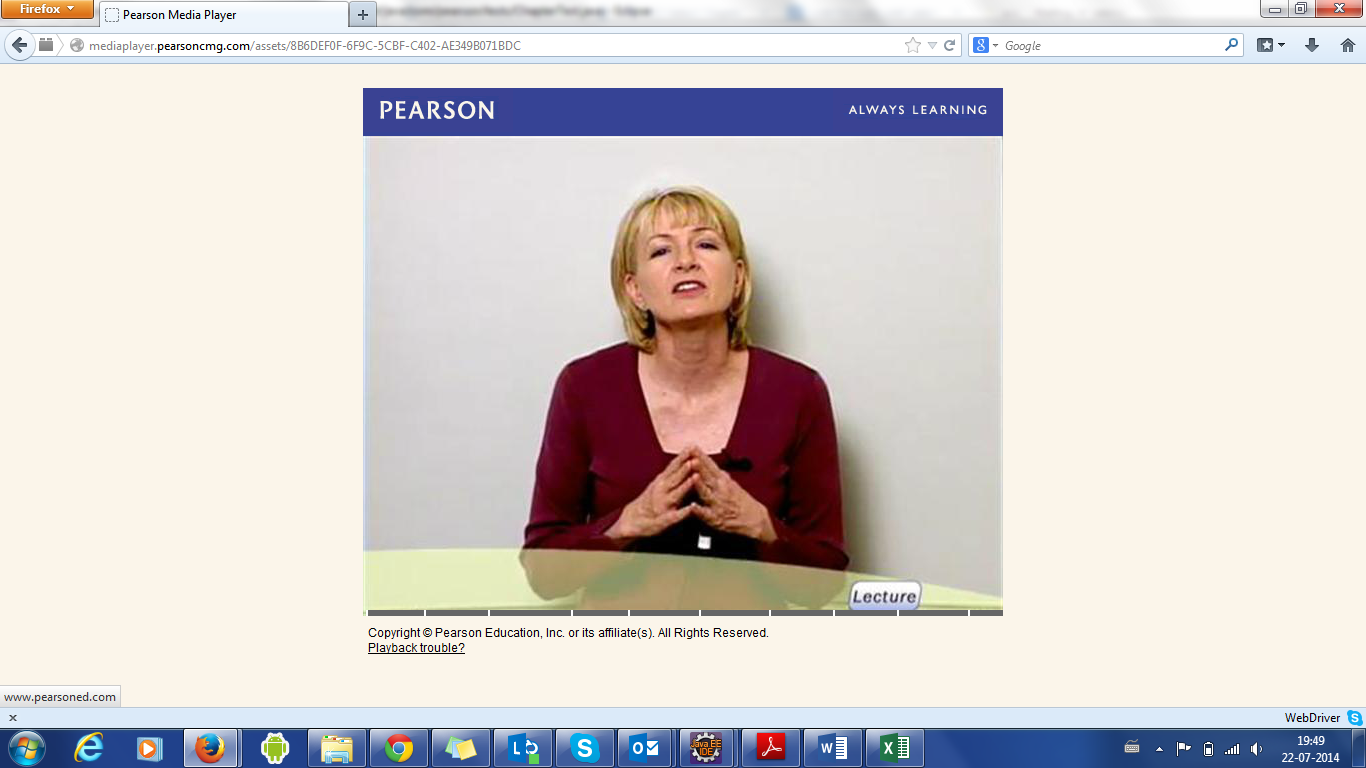 Firefox
Pearson Media Player
mediaplayer.pearsoncmg.com/assets/8B6DEF0F-6F9C-5CBF-C402-AE349B071BDC
Google
PEARSON
ALWAYS LEARNING
Lecture
Copyright © Pearson Education, Inc. or its affiliate(s). All Rights Reserved.
Playback trouble?
www.pearsoned.com
WebDriver
Java EE
IDE
19:49
22-07-2014